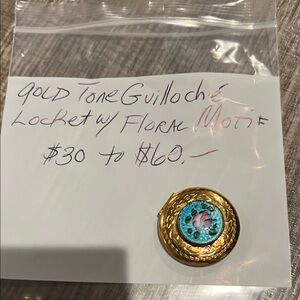 GOLD Tone Guilloché
Locket w/ FLORAL Motif
$30 to $60.—